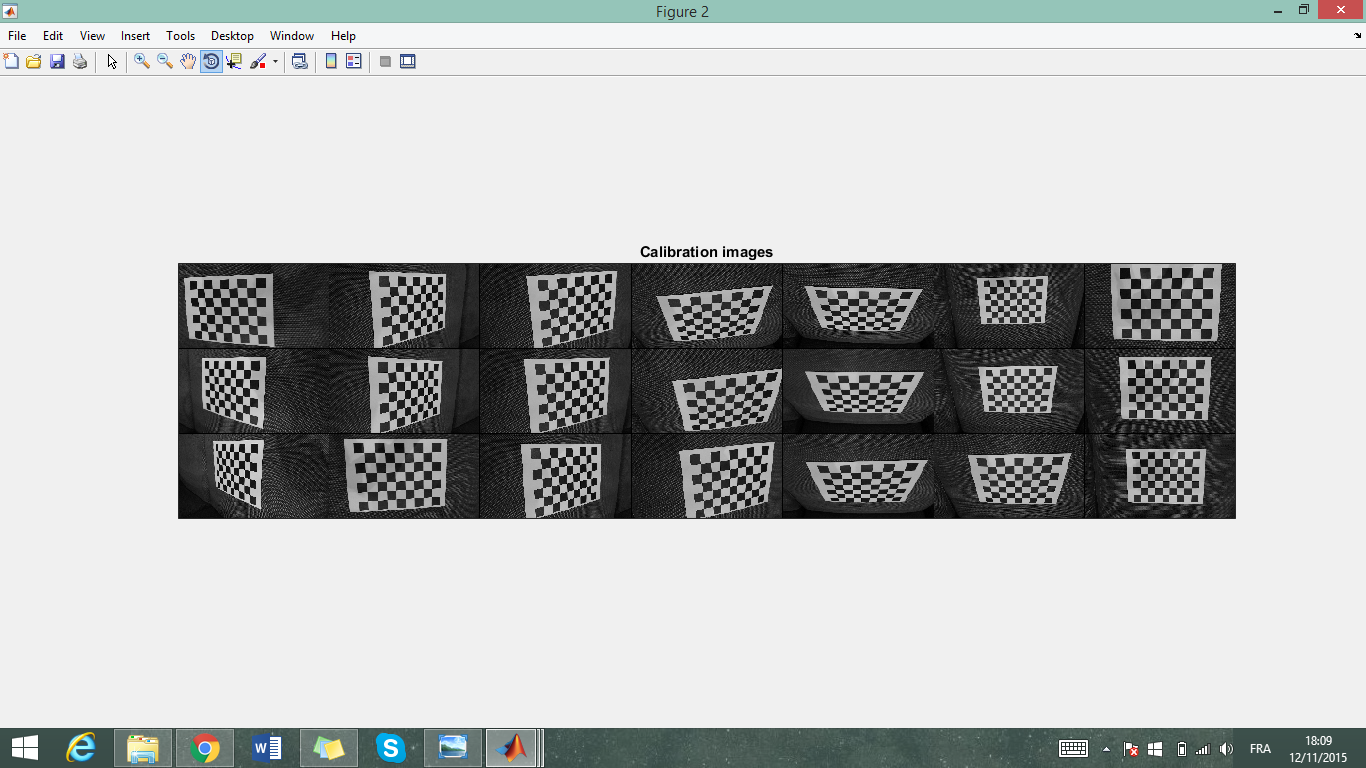 Figure 2
File Edit View Insert Tools Desktop Window Help
Calibration images
FRA
18:09
12/11/2015